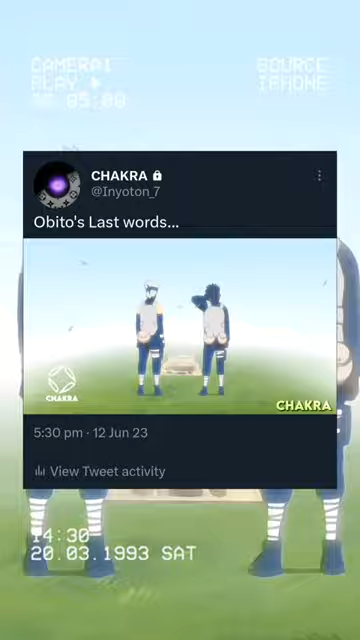 CAMERA1
SOURCE
PLAY ▶
IPHONE
05:00
CHAKRA
@Inyoton_7
Obito's Last words...
CHAKRA
CHAKRA
5:30 pm · 12 Jun 23
View Tweet activity
14:30
20.03.1993 SAT